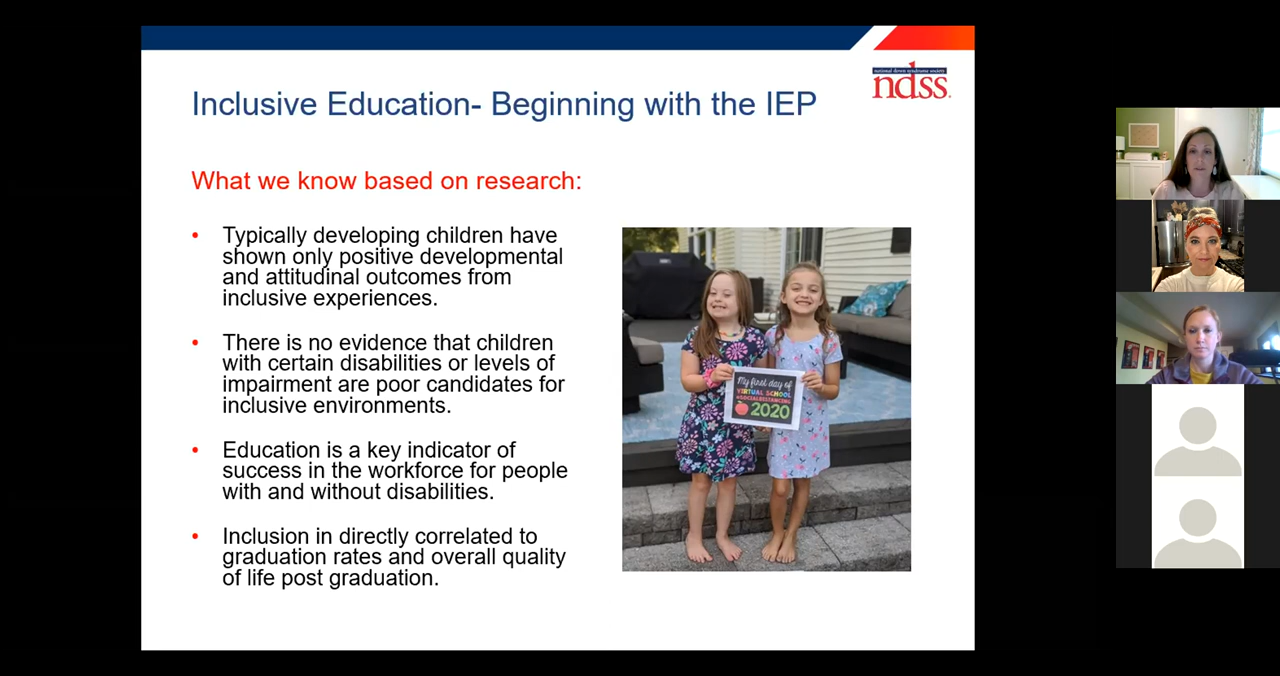 national down syndrome society
ndss
Inclusive Education- Beginning with the IEP
What we know based on research:
• Typically developing children have
shown only positive developmental
and attitudinal outcomes from
inclusive experiences.
• There is no evidence that children
with certain disabilities or levels of
impairment are poor candidates for
inclusive environments.
• Education is a key indicator of
success in the workforce for people
with and without disabilities.
• Inclusion in directly correlated to
graduation rates and overall quality
of life post graduation.
My first day of
VIRTUAL SCHOOL
#SOCIALDISTANCING
2020